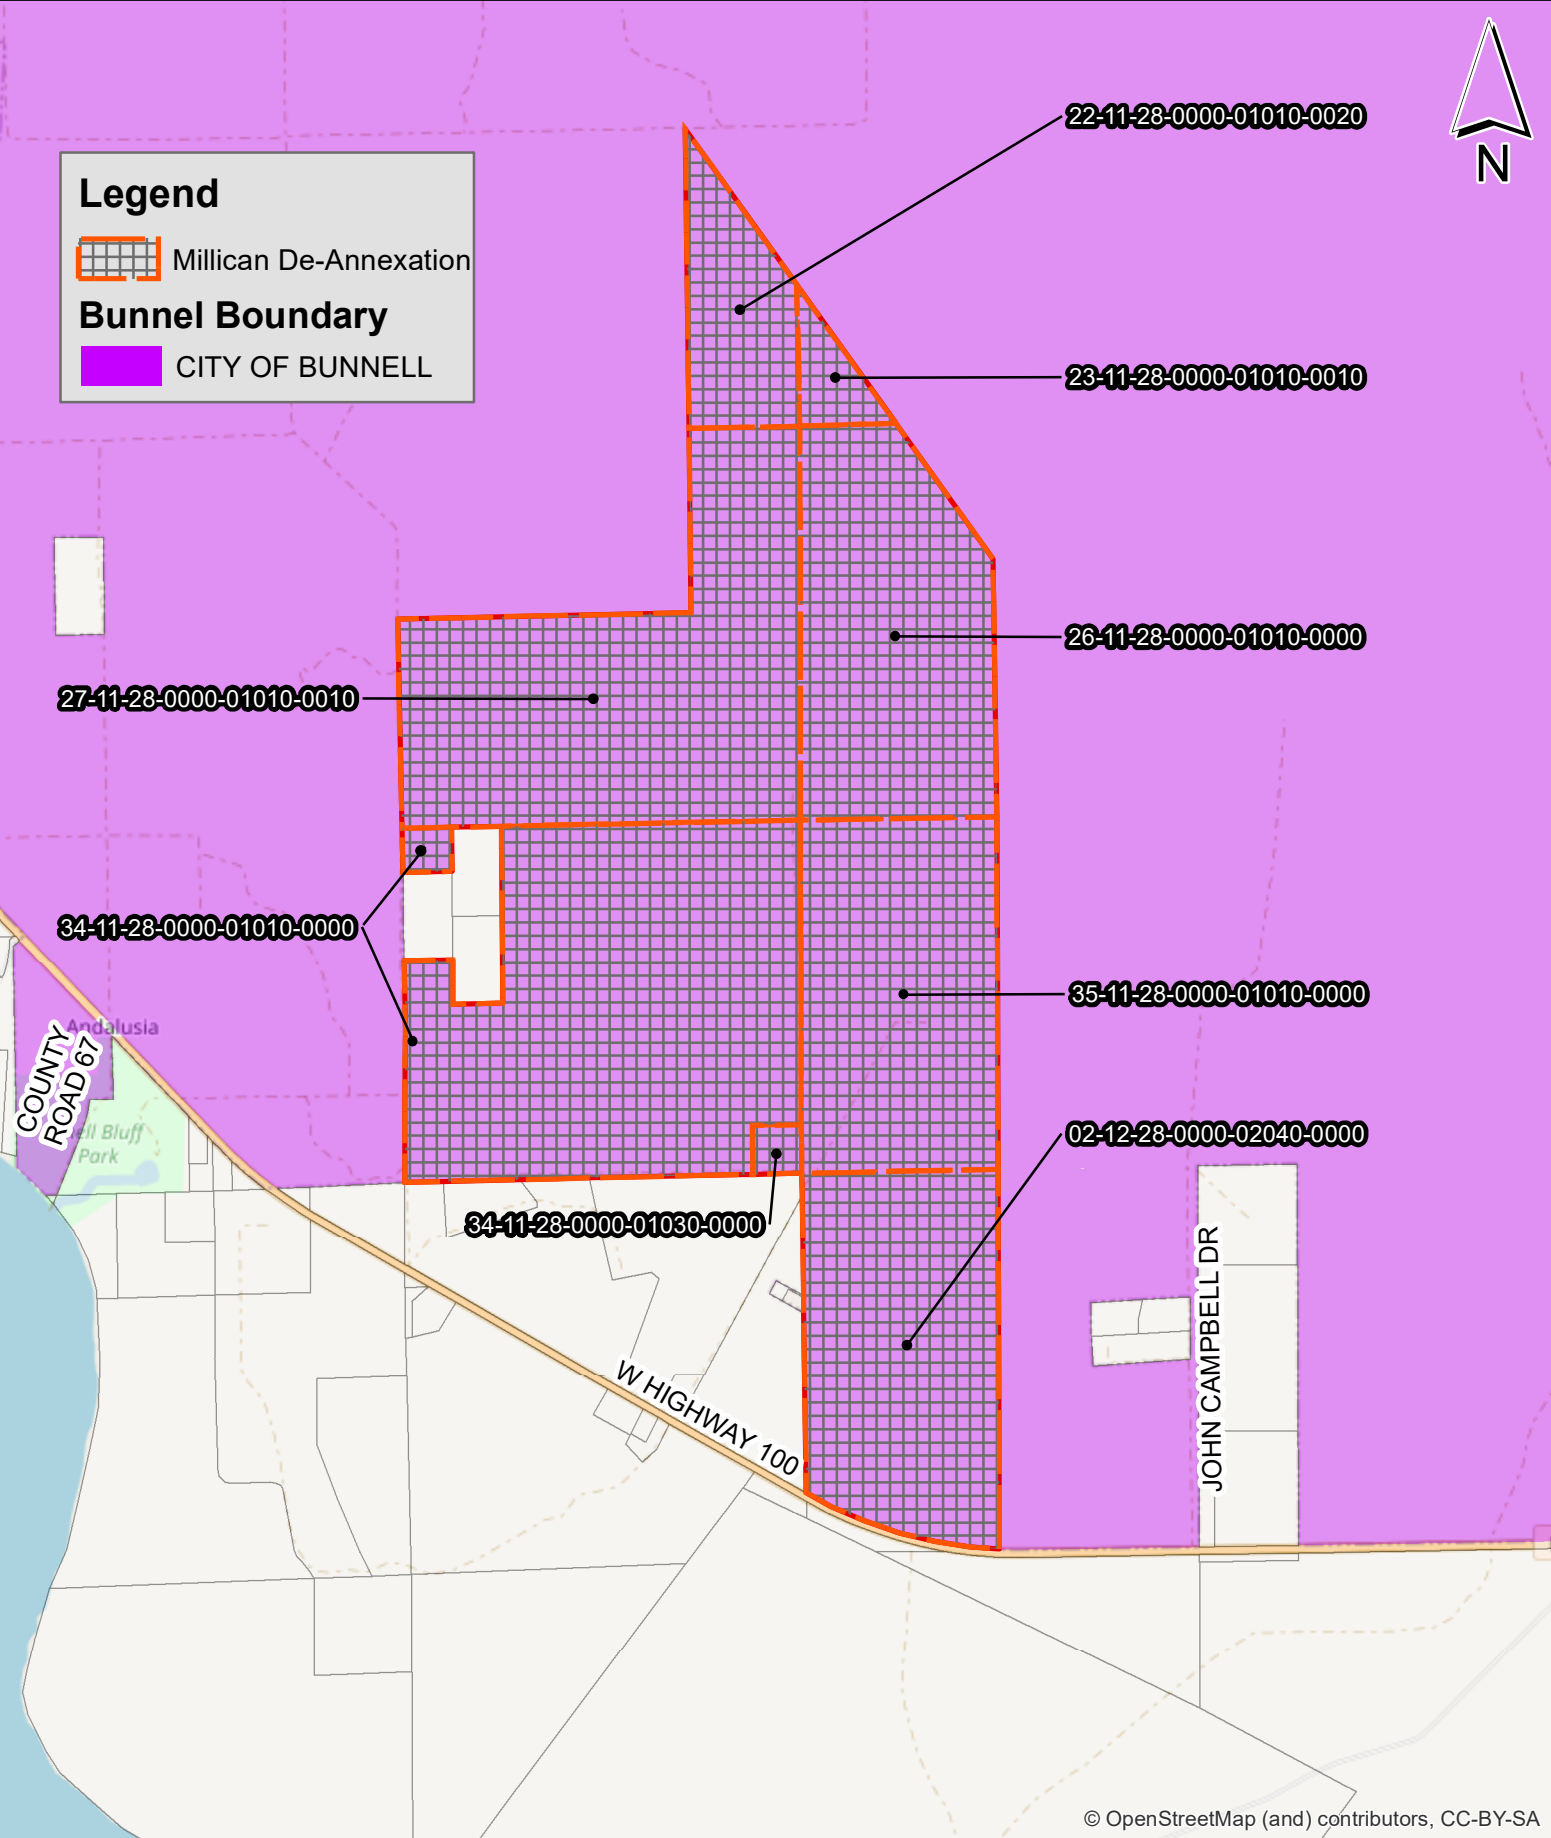 22-11-28-0000-01010-0020
N
Legend
Millican De-Annexation
Bunnel Boundary
CITY OF BUNNELL
23-11-28-0000-01010-0010
26-11-28-0000-01010-0000
27-11-28-0000-01010-0010
34-11-28-0000-01010-0000
35-11-28-0000-01010-0000
Andalusia
COUNTY
ROAD 67
ell Bluff
Park
02-12-28-0000-02040-0000
34-11-28-0000-01030-0000
JOHN CAMPBELL DR
W HIGHWAY 100
© OpenStreetMap (and) contributors, CC-BY-SA